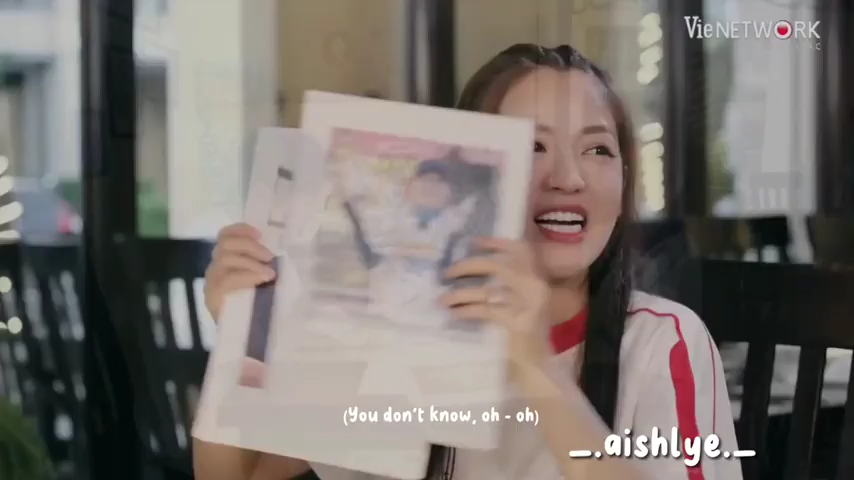 VieNETWORK
(You don't know, oh - oh)
_.aishlye._